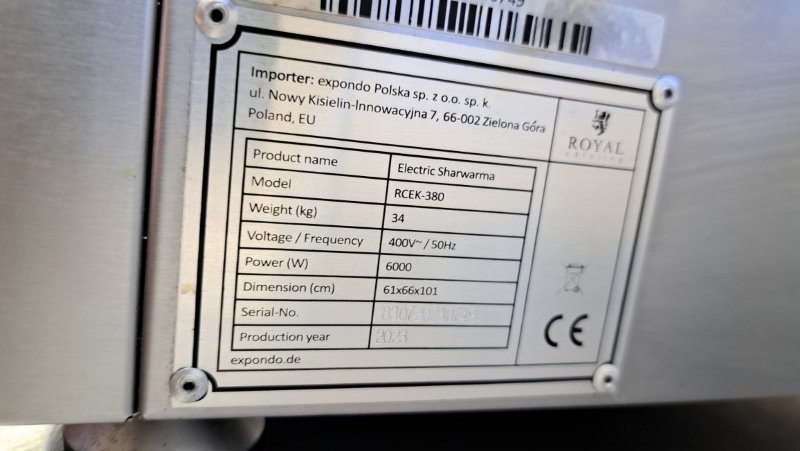 Importer: expondo Polska sp. z o.o. sp. k.
ul. Nowy Kisielin-Innowacyjna 7, 66-002 Zielona Góra
Poland, EU
ROYAL
catering
Product name Electric Sharwarma
Model RCEK-380
Weight (kg) 34
Voltage / Frequency 400V~ / 50Hz
Power (W) 6000
Dimension (cm) 61x66x101
Serial-No.
Production year 2023
expondo.de
CE